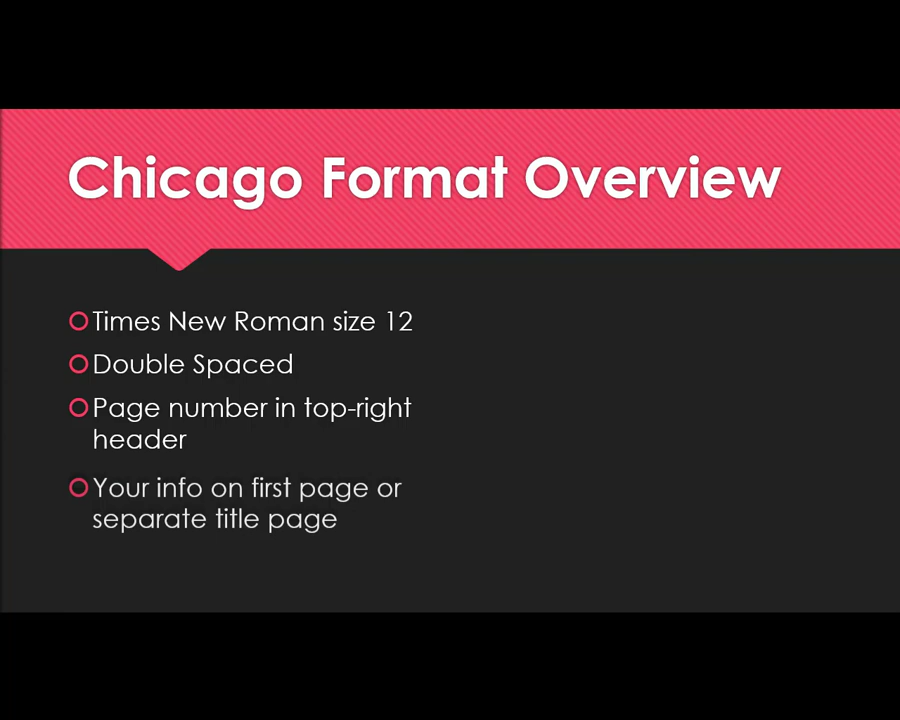 Chicago Format Overview
Times New Roman size 12
Double Spaced
Page number in top-right
header
Your info on first page or
separate title page